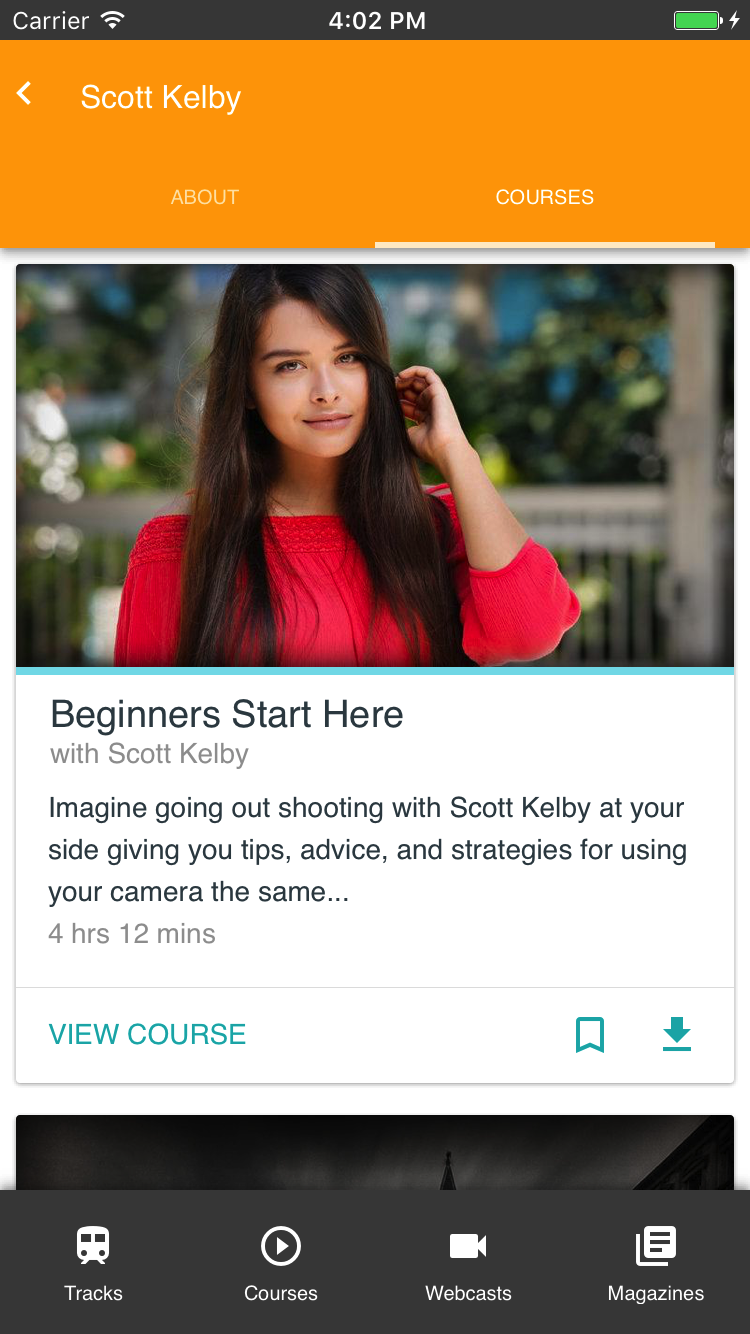 Carrier 4:02 PM
Scott Kelby
ABOUT COURSES
Beginners Start Here
with Scott Kelby
Imagine going out shooting with Scott Kelby at your
side giving you tips, advice, and strategies for using
your camera the same...
4 hrs 12 mins
VIEW COURSE
Tracks Courses Webcasts Magazines